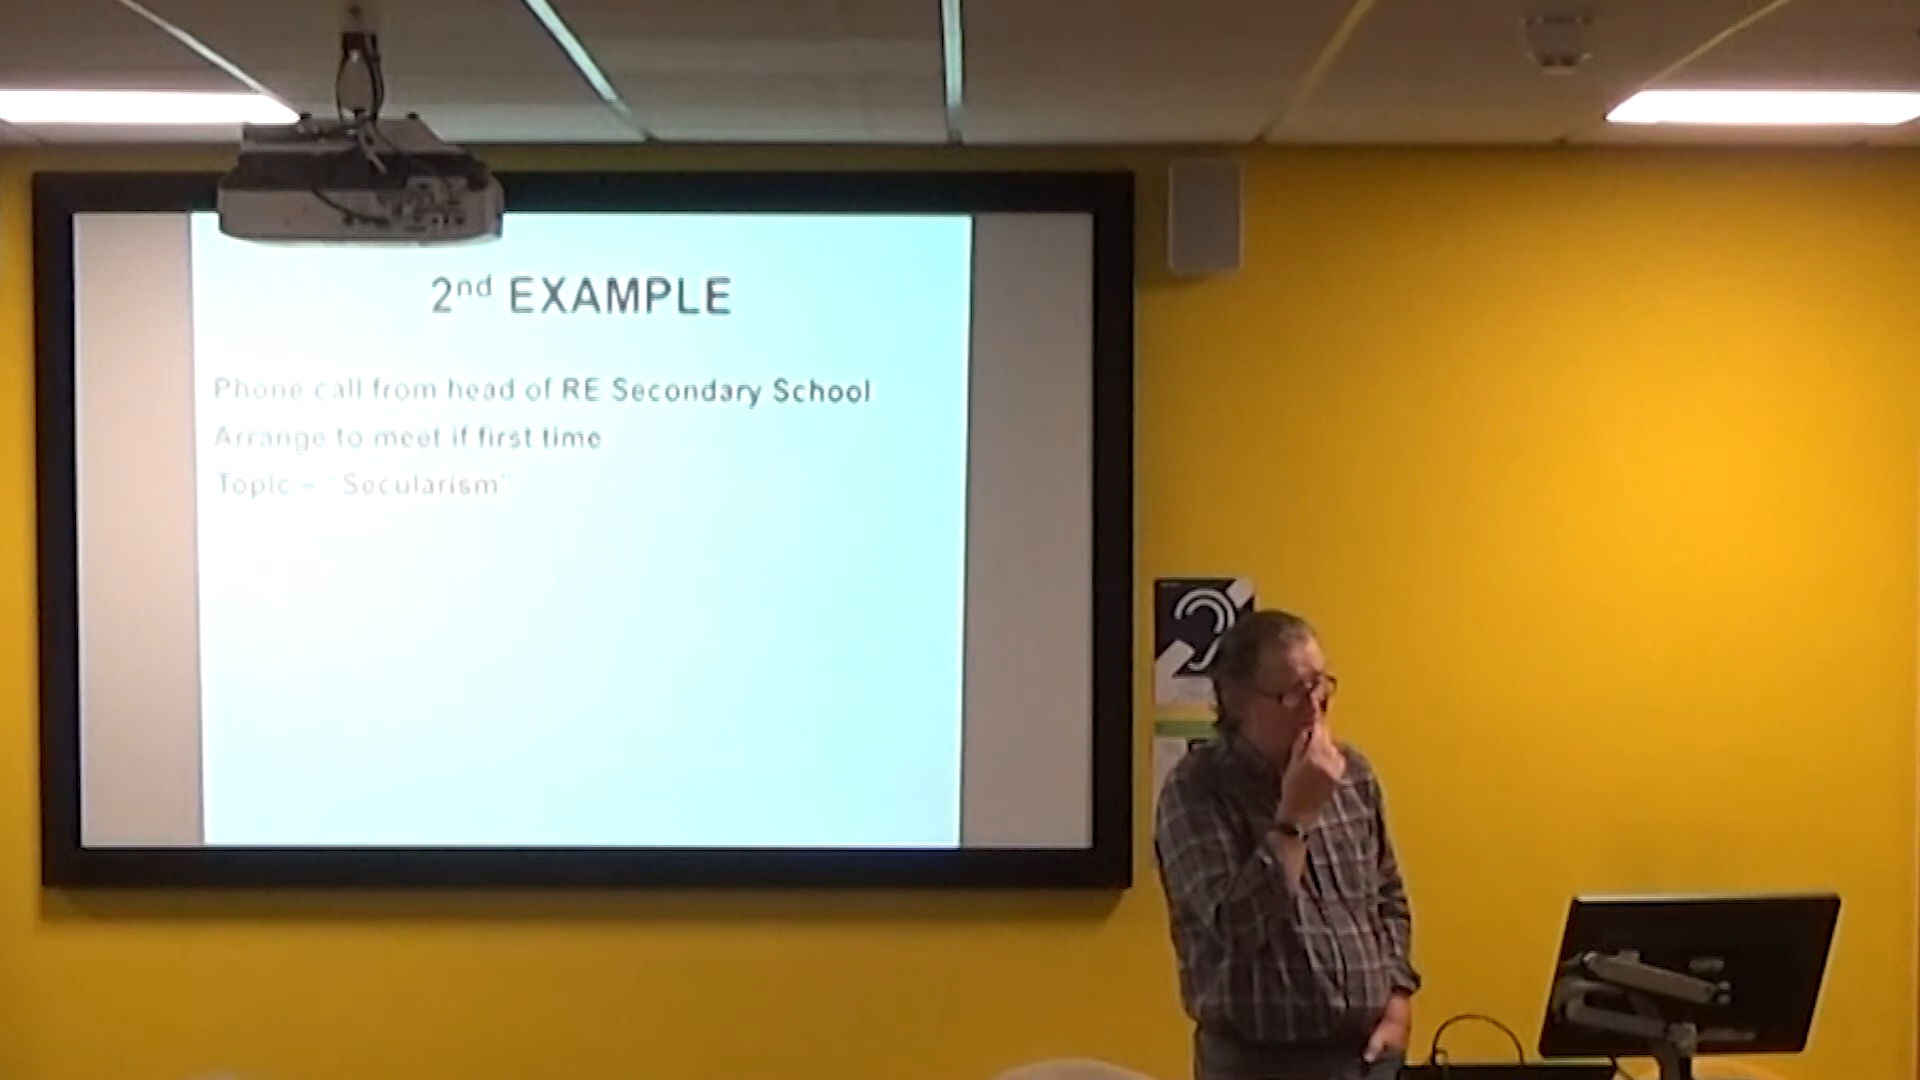 2nd EXAMPLE
Phone call from head of RE Secondary School
Arrange to meet if first time
Topic – "Secularism"